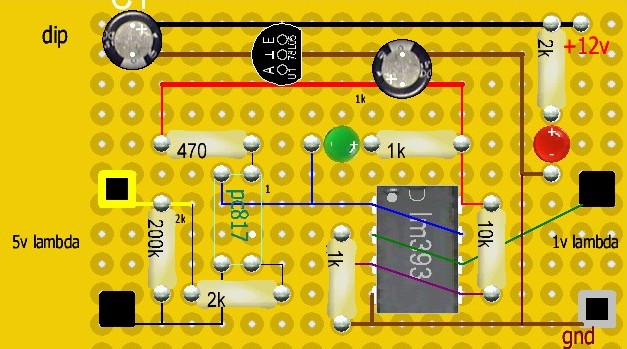 C1
dip
A I E
U1 78L05
2k
+12v
1k
470
1k
1
pc817
lm393
2k
200k
10k
5v lambda
1k
1v lambda
2k
gnd